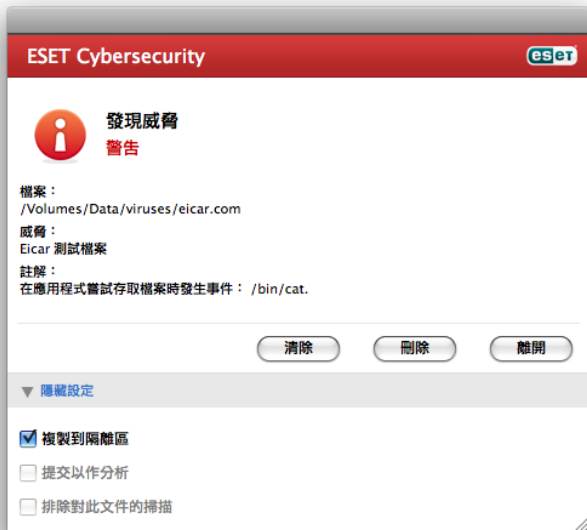 ESET Cybersecurity
eset
發現威脅
警告
檔案：
/Volumes/Data/viruses/eicar.com
威脅：
Eicar 測試檔案
註解：
在應用程式嘗試存取檔案時發生事件： /bin/cat.
清除 刪除 離開
隱藏設定
複製到隔離區
提交以作分析
排除對此文件的掃描